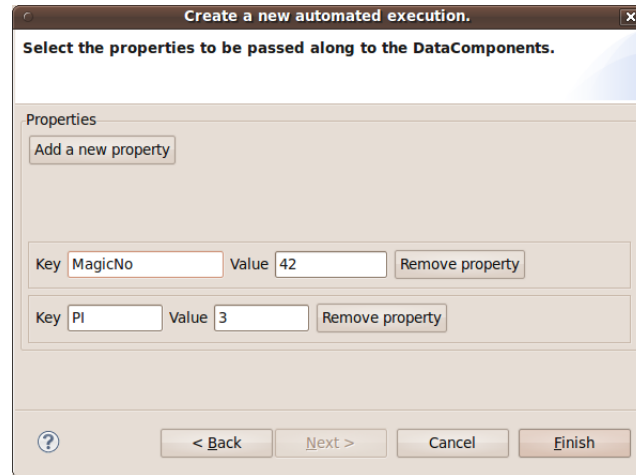 Create a new automated execution.
Select the properties to be passed along to the DataComponents.
Properties
Add a new property
Key MagicNo Value 42 Remove property
Key PI Value 3 Remove property
? < Back Next > Cancel Finish